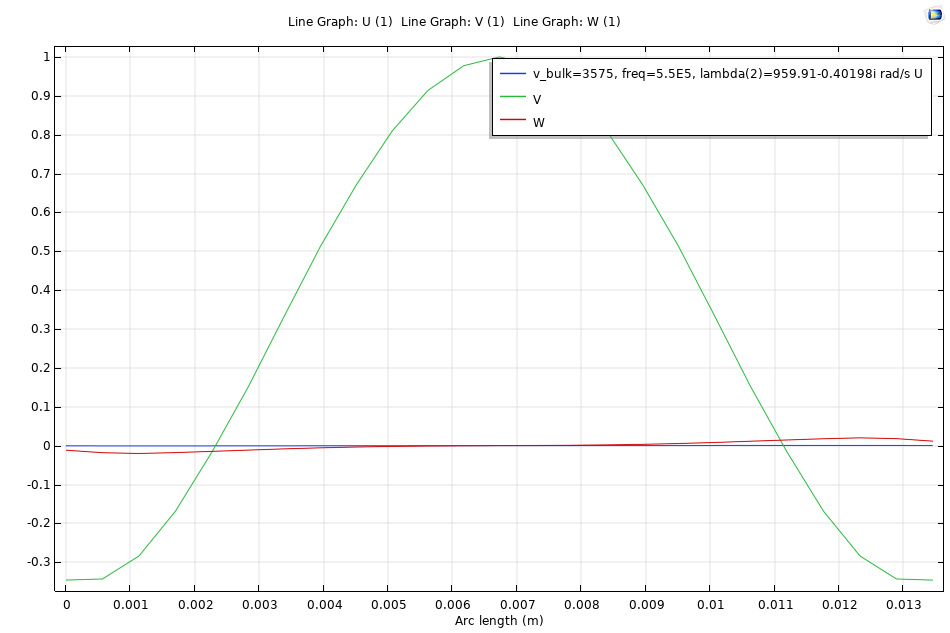 Line Graph: U (1)  Line Graph: V (1)  Line Graph: W (1)
v_bulk=3575, freq=5.5E5, lambda(2)=959.91-0.40198i rad/s U
V
W
1
0.9
0.8
0.7
0.6
0.5
0.4
0.3
0.2
0.1
0
-0.1
-0.2
-0.3
0 0.001 0.002 0.003 0.004 0.005 0.006 0.007 0.008 0.009 0.01 0.011 0.012 0.013
Arc length (m)